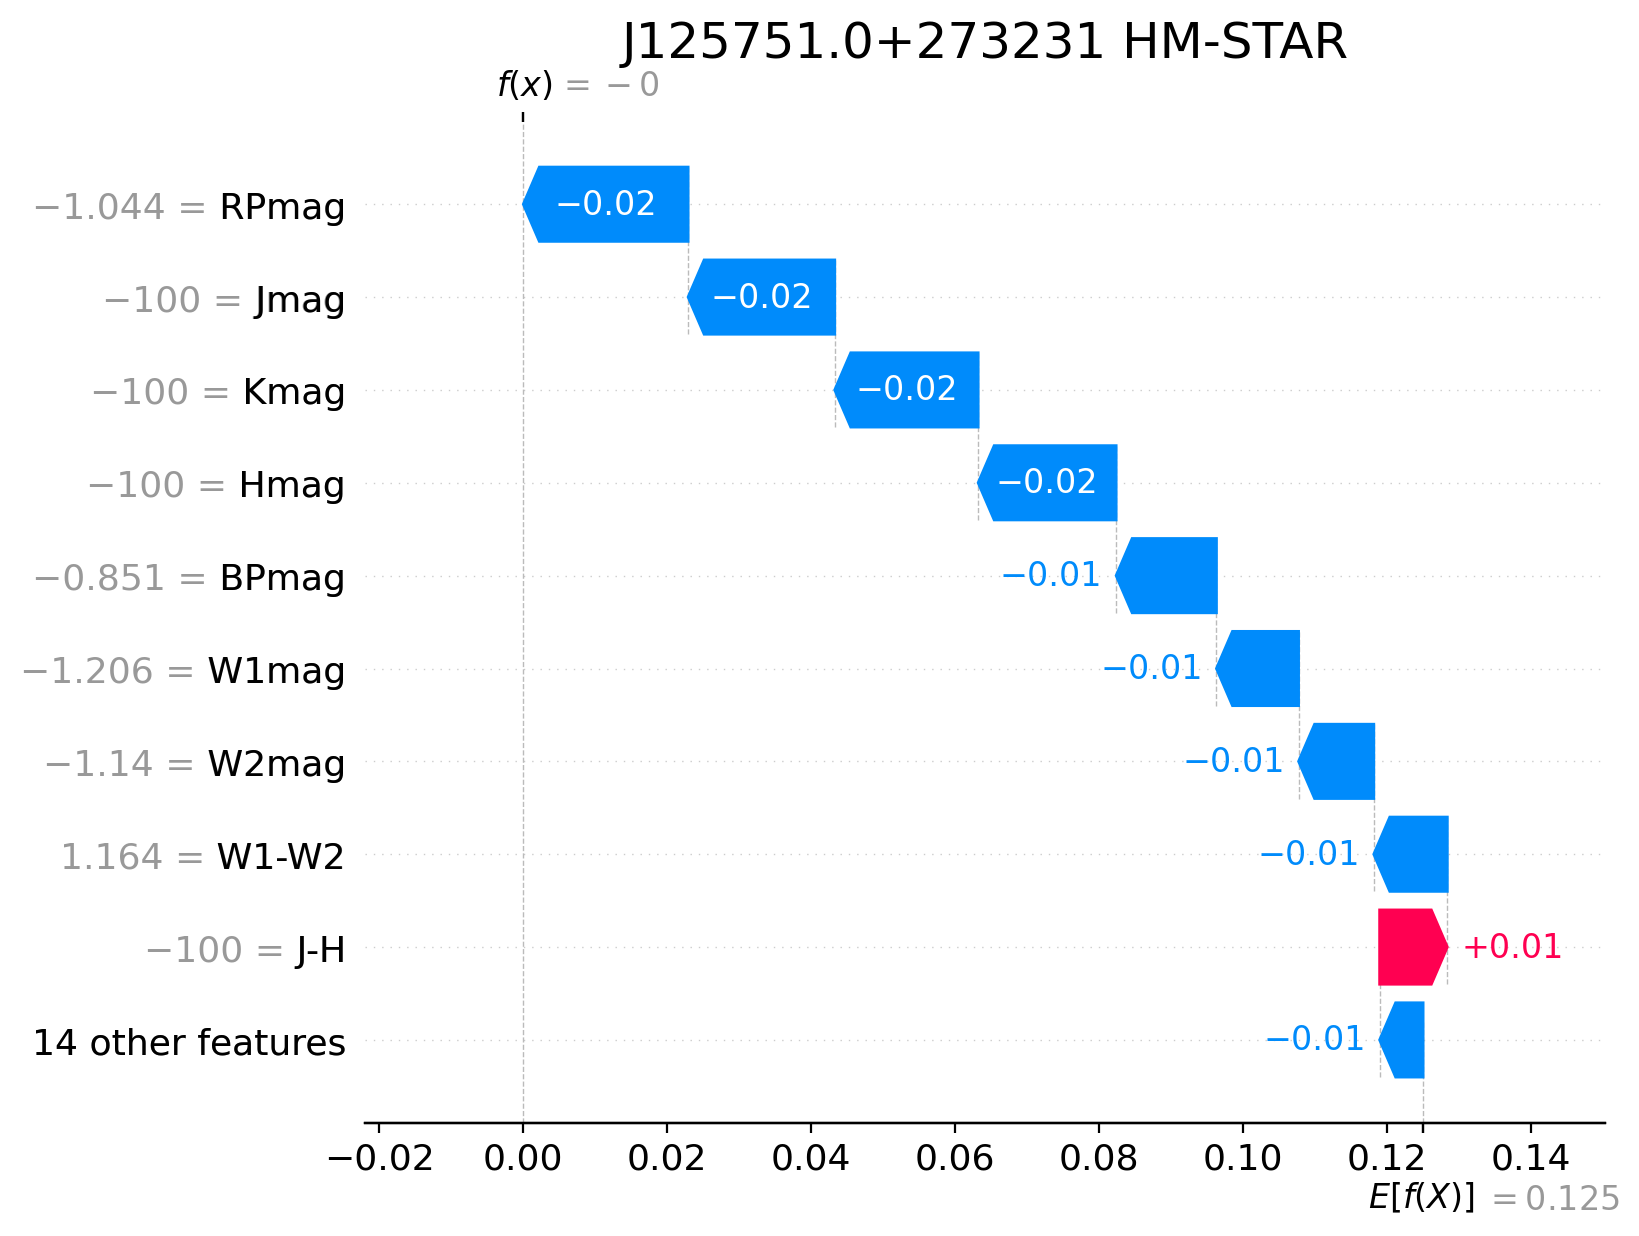 J125751.0+273231 HM-STAR
f(x) = − 0
−1.044 = RPmag
−0.02
−100 = Jmag
−0.02
−100 = Kmag
−0.02
−100 = Hmag
−0.02
−0.851 = BPmag
−0.01
−1.206 = W1mag
−0.01
−1.14 = W2mag
−0.01
1.164 = W1-W2
−0.01
−100 = J-H
+0.01
14 other features
−0.01
−0.02 0.00 0.02 0.04 0.06 0.08 0.10 0.12 0.14
E[f(X)] = 0.125